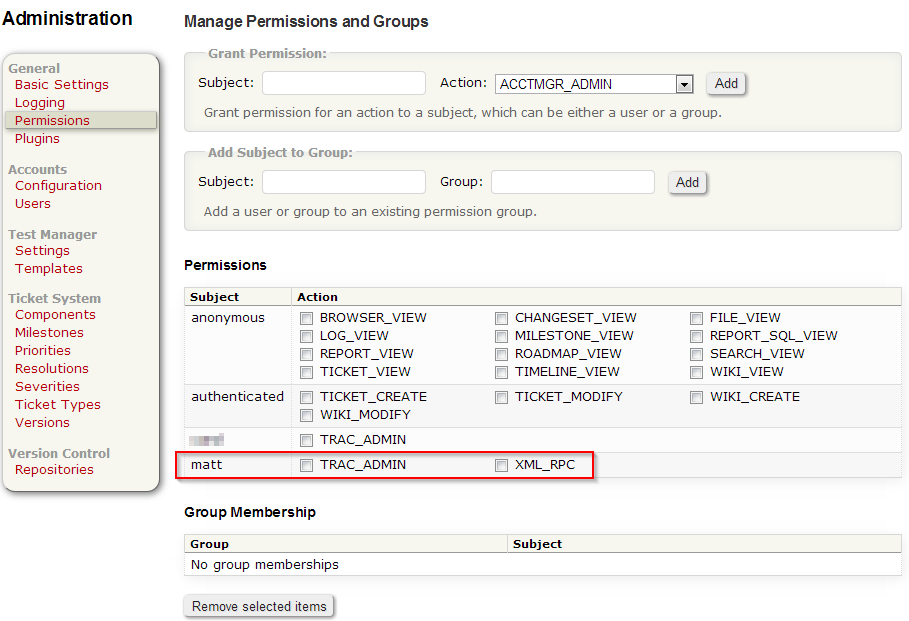 Administration
General
Basic Settings
Logging
Permissions
Plugins
Accounts
Configuration
Users
Test Manager
Settings
Templates
Ticket System
Components
Milestones
Priorities
Resolutions
Severities
Ticket Types
Versions
Version Control
Repositories
Manage Permissions and Groups
Grant Permission:
Subject: Action: ACCTMGR_ADMIN Add
Grant permission for an action to a subject, which can be either a user or a group.
Add Subject to Group:
Subject: Group: Add
Add a user or group to an existing permission group.
Permissions
Subject Action
anonymous BROWSER_VIEW CHANGESET_VIEW FILE_VIEW
LOG_VIEW MILESTONE_VIEW REPORT_SQL_VIEW
REPORT_VIEW ROADMAP_VIEW SEARCH_VIEW
TICKET_VIEW TIMELINE_VIEW WIKI_VIEW
authenticated TICKET_CREATE TICKET_MODIFY WIKI_CREATE
WIKI_MODIFY
TRAC_ADMIN
matt TRAC_ADMIN XML_RPC
Group Membership
Group Subject
No group memberships
Remove selected items